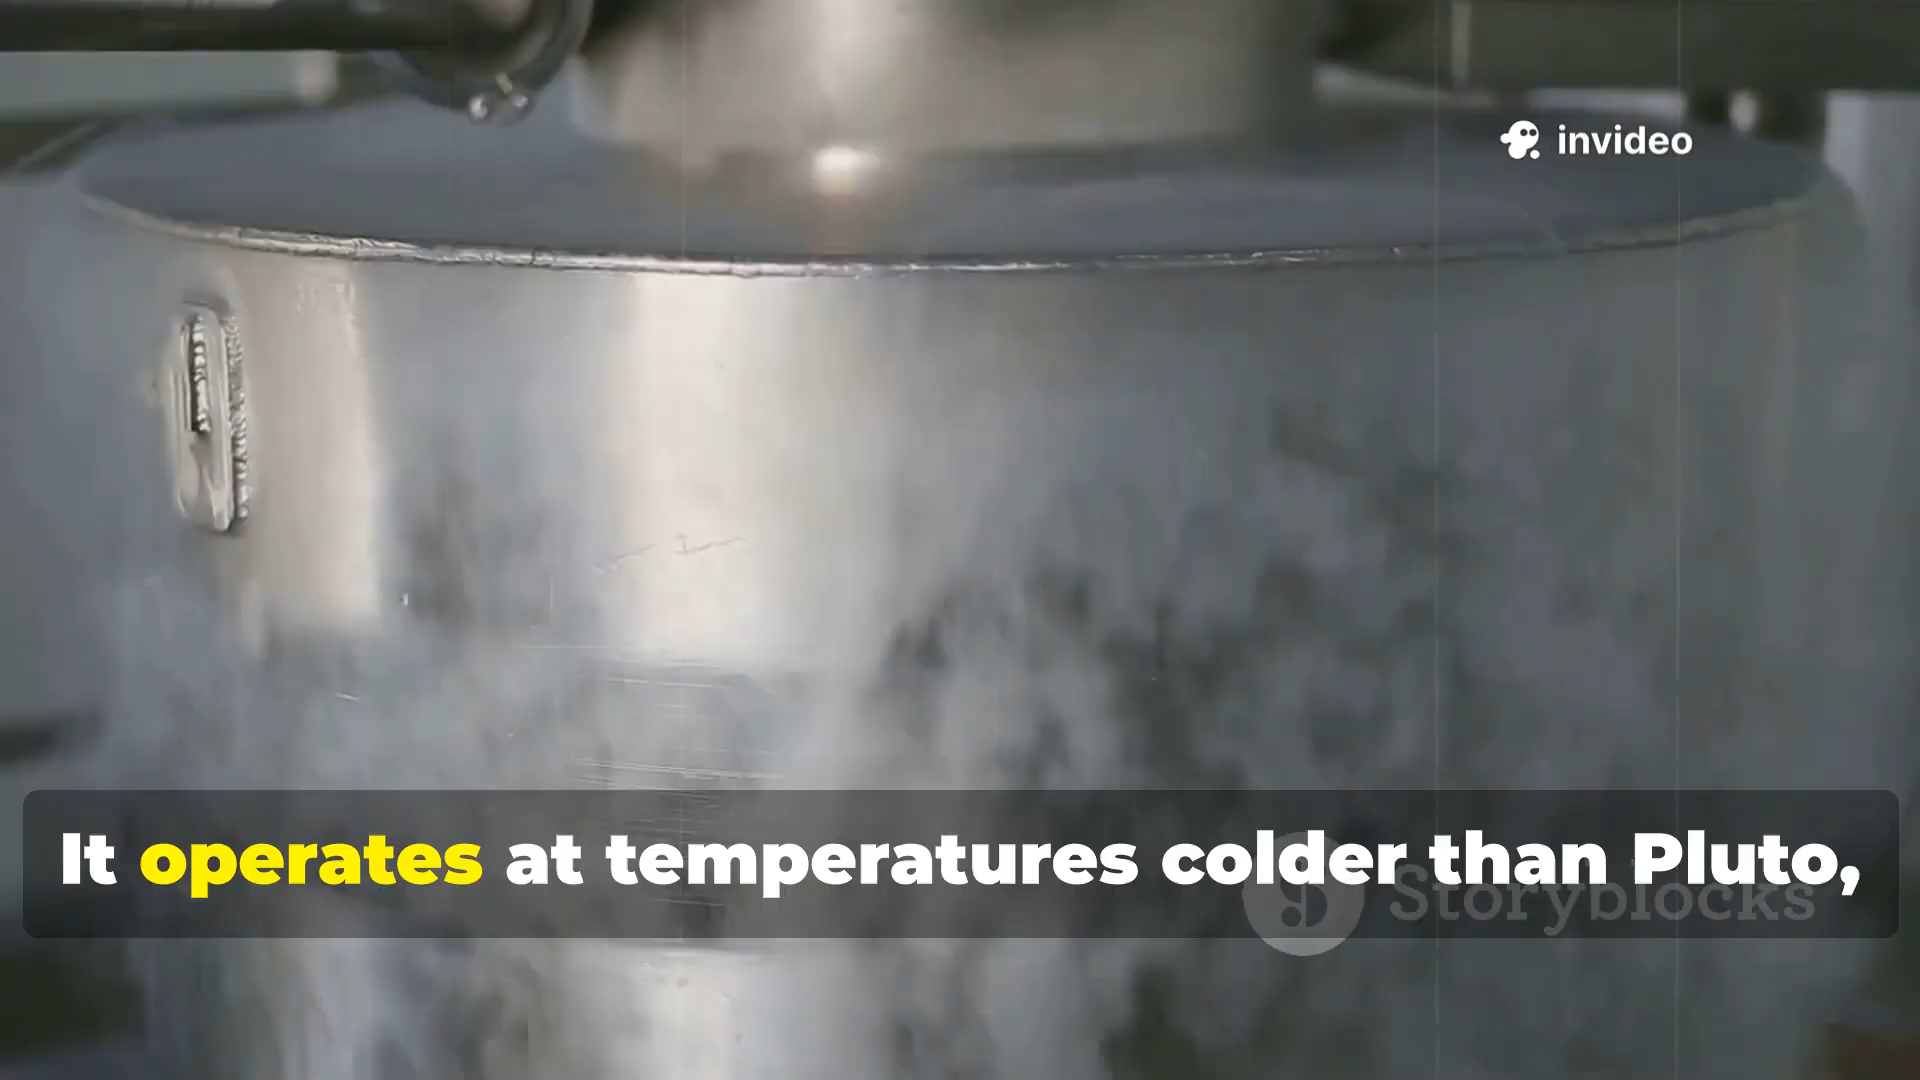 invideo
It operates at temperatures colder than Pluto,
Storyblocks